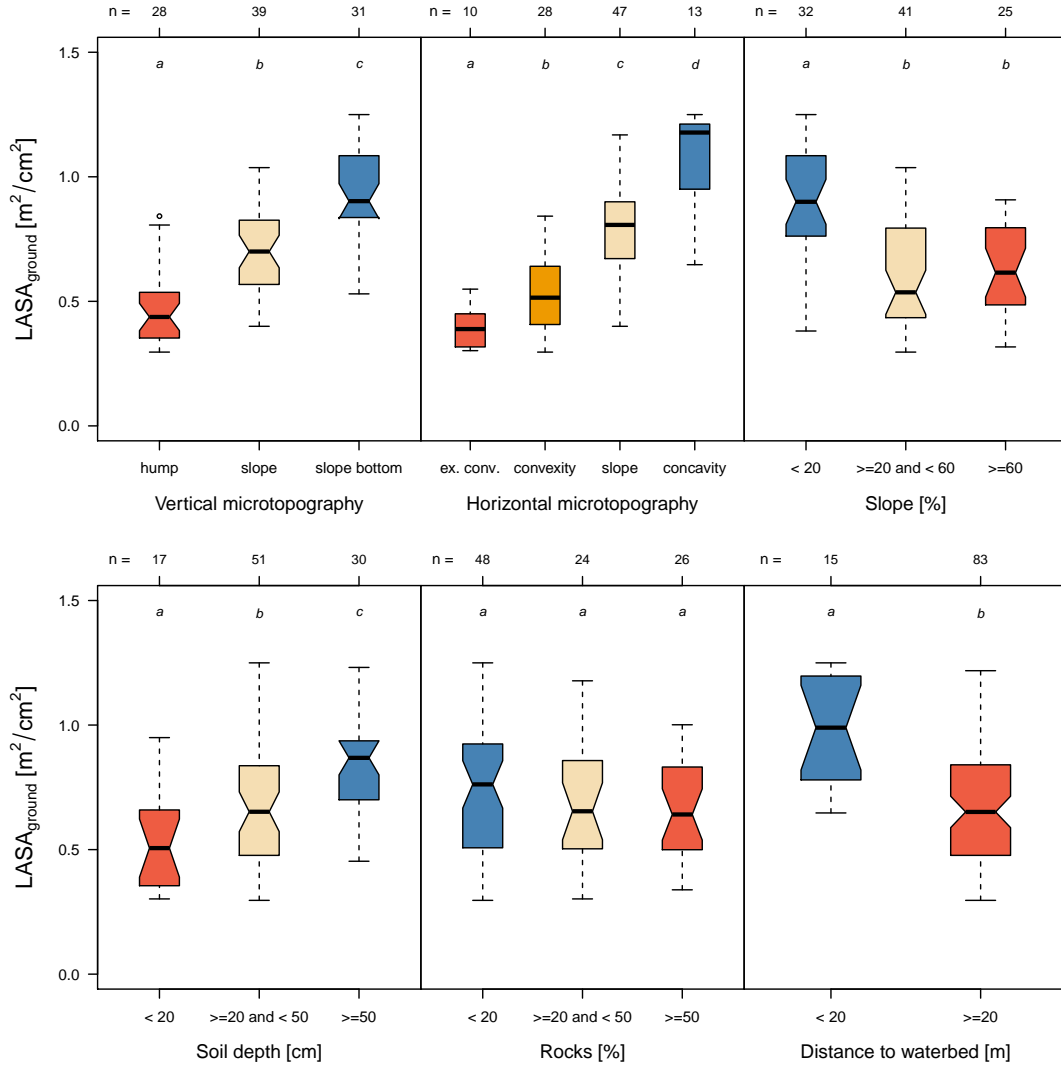 n = 28 39 31 n = 10 28 47 13 n = 32 41 25
1.5
a b c a b c d a b b
1.0
0.5
0.0
LASAground [m²/cm²]
hump slope slope bottom ex. conv. convexity slope concavity < 20 >=20 and < 60 >=60
Vertical microtopography Horizontal microtopography Slope [%]
n = 17 51 30 n = 48 24 26 n = 15 83
1.5
a b c a a a a b
1.0
0.5
0.0
LASAground [m²/cm²]
< 20 >=20 and < 50 >=50 < 20 >=20 and < 50 >=50 < 20 >=20
Soil depth [cm] Rocks [%] Distance to waterbed [m]